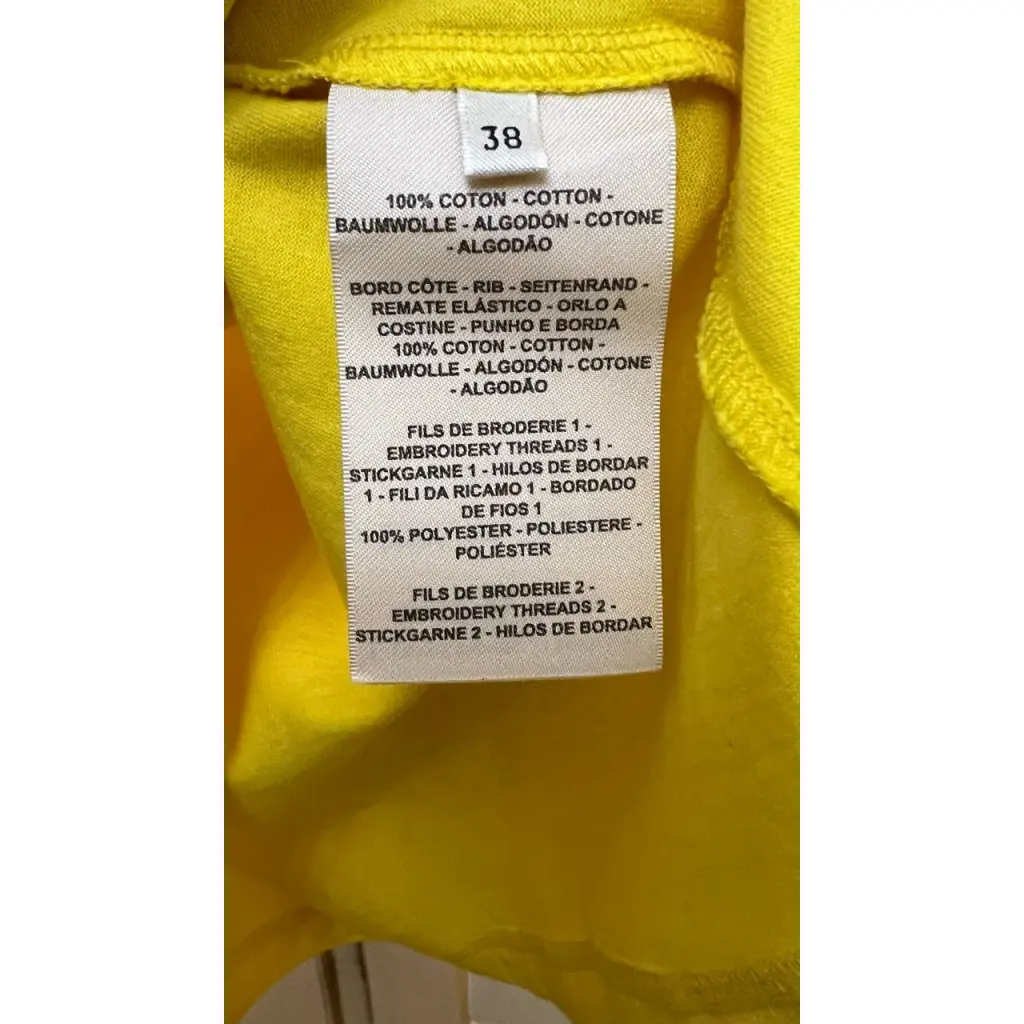 38
100% COTON - COTTON -
BAUMWOLLE - ALGODÓN - COTONE
- ALGODÃO
BORD CÔTE - RIB - SEITENRAND -
REMATE ELÁSTICO - ORLO A
COSTINE - PUNHO E BORDA
100% COTON - COTTON -
BAUMWOLLE - ALGODÓN - COTONE
- ALGODÃO
FILS DE BRODERIE 1 -
EMBROIDERY THREADS 1 -
STICKGARNE 1 - HILOS DE BORDAR
1 - FILI DA RICAMO 1 - BORDADO
DE FIOS 1
100% POLYESTER - POLIESTERE -
POLIÉSTER
FILS DE BRODERIE 2 -
EMBROIDERY THREADS 2 -
STICKGARNE 2 - HILOS DE BORDAR